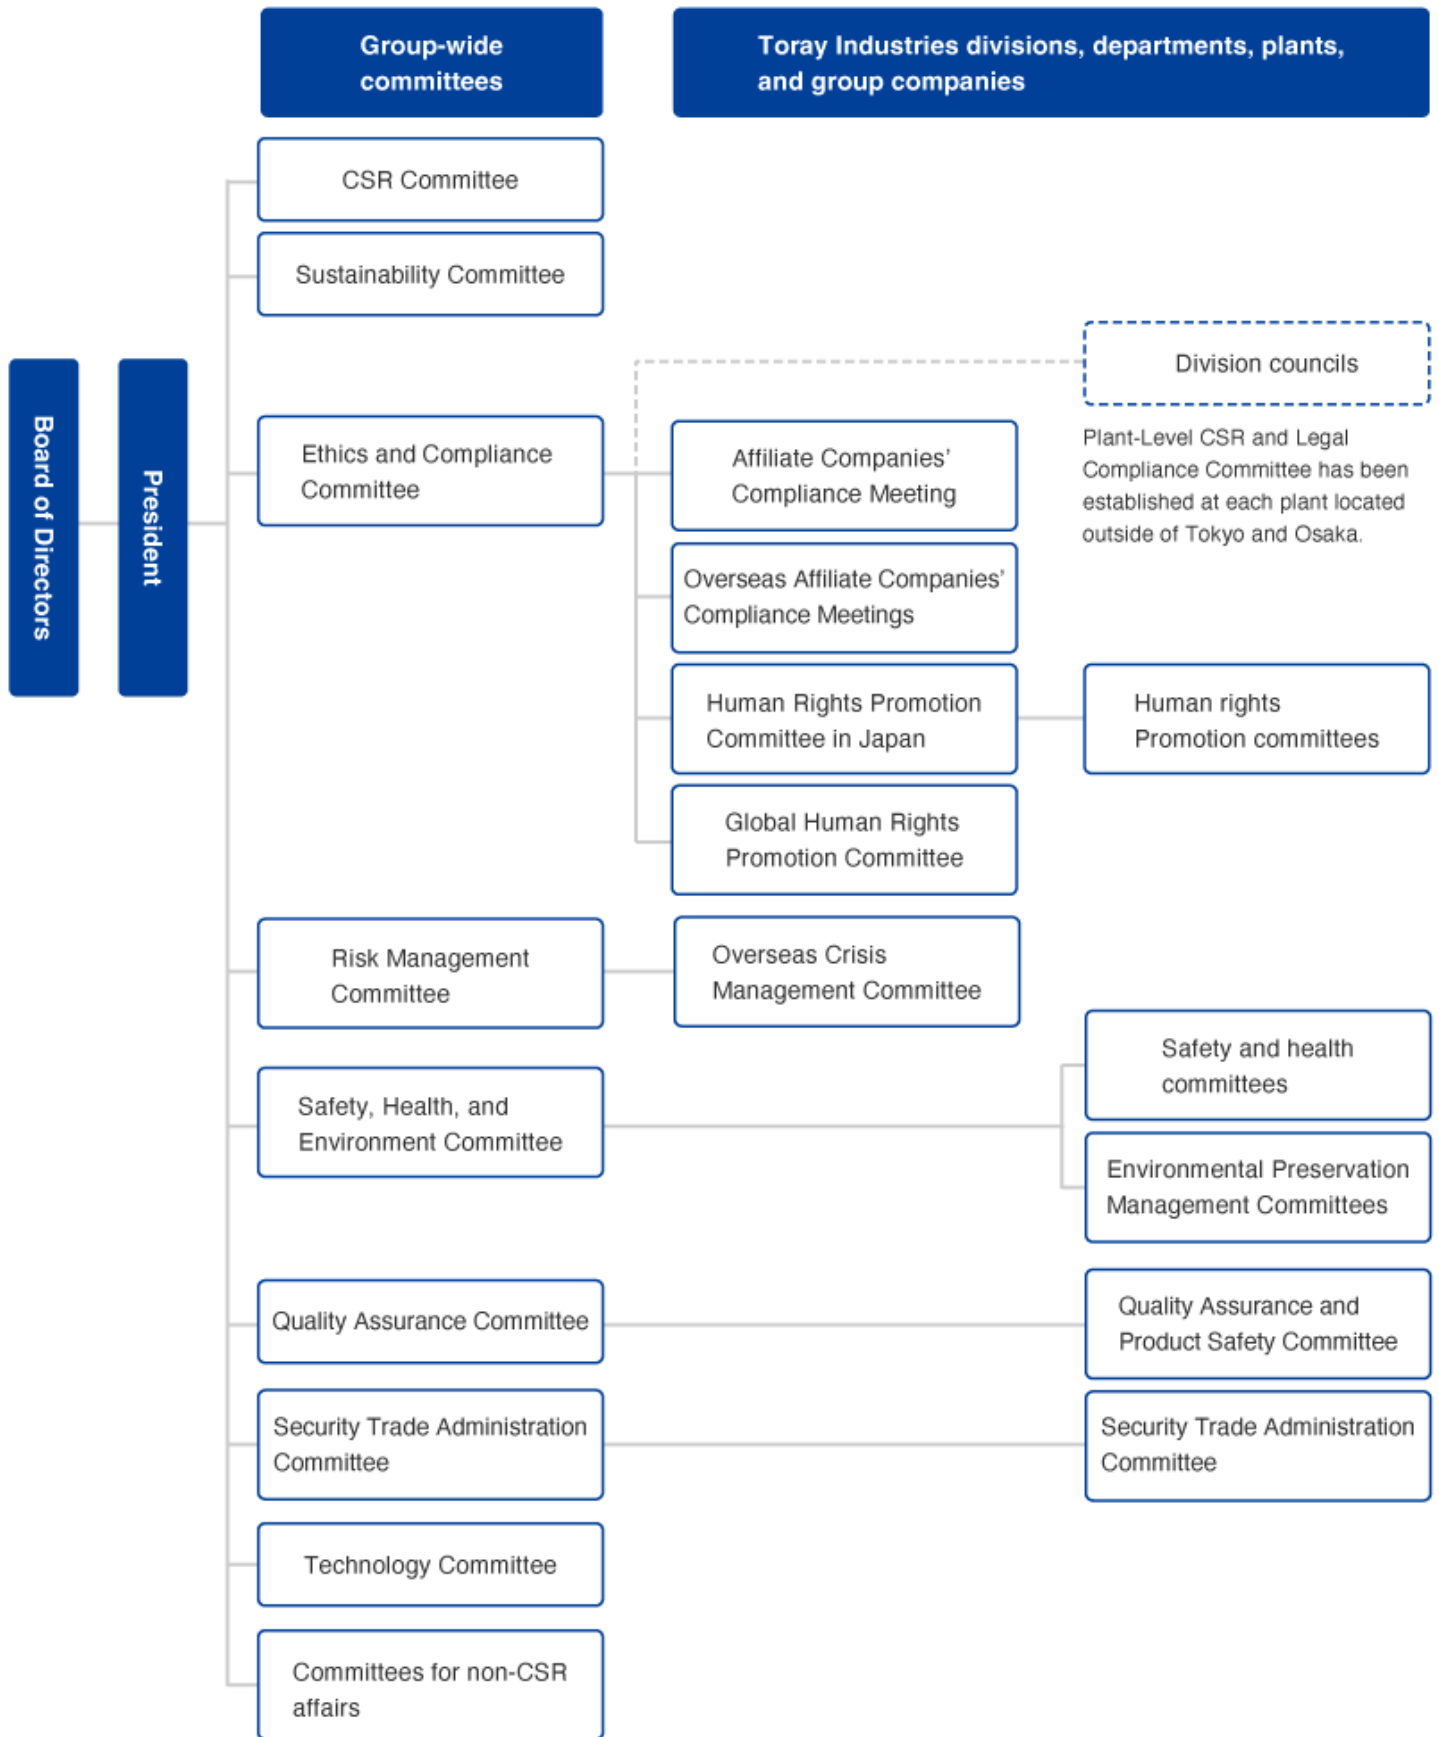 Group-wide
committees
Toray Industries divisions, departments, plants,
and group companies
Board of Directors
President
CSR Committee
Sustainability Committee
Division councils
Plant-Level CSR and Legal
Compliance Committee has been
established at each plant located
outside of Tokyo and Osaka.
Ethics and Compliance
Committee
Affiliate Companies’
Compliance Meeting
Overseas Affiliate Companies’
Compliance Meetings
Human Rights Promotion
Committee in Japan
Human rights
Promotion committees
Global Human Rights
Promotion Committee
Risk Management
Committee
Overseas Crisis
Management Committee
Safety, Health, and
Environment Committee
Safety and health
committees
Environmental Preservation
Management Committees
Quality Assurance Committee
Quality Assurance and
Product Safety Committee
Security Trade Administration
Committee
Security Trade Administration
Committee
Technology Committee
Committees for non-CSR
affairs